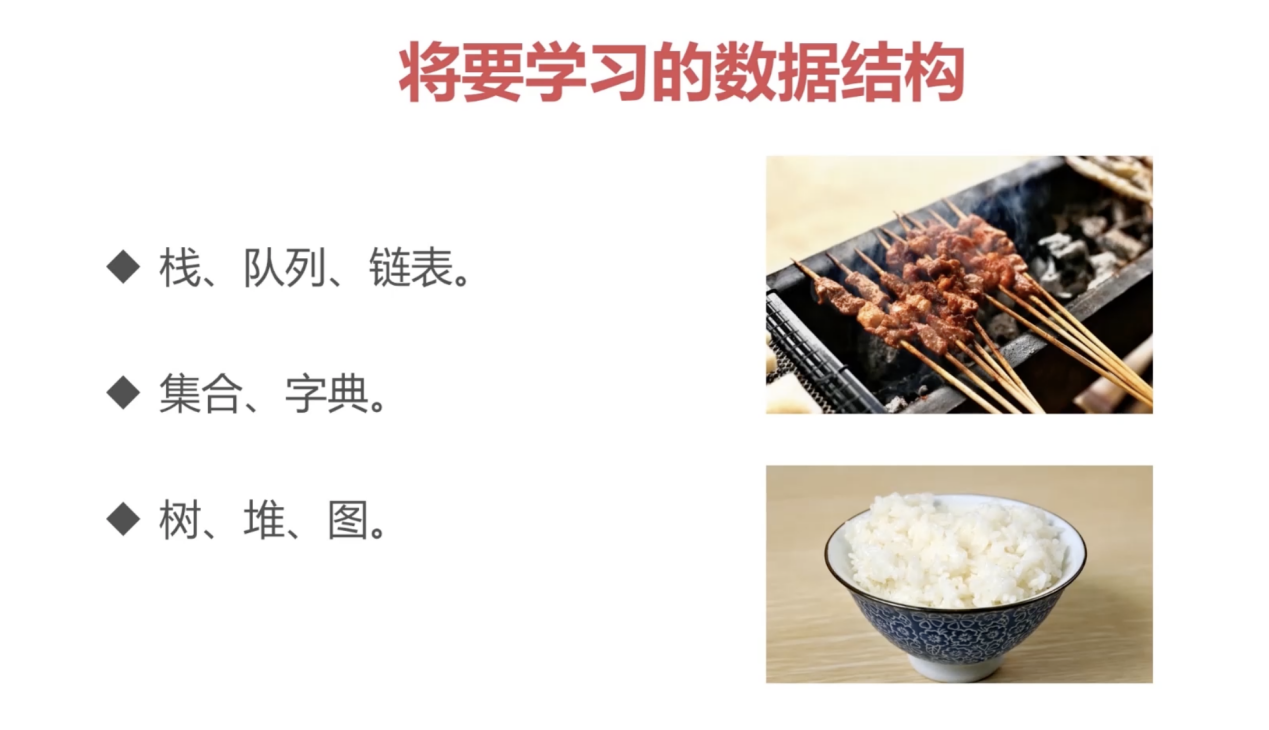 将要学习的数据结构
◆ 栈、队列、链表。
◆ 集合、字典。
◆ 树、堆、图。